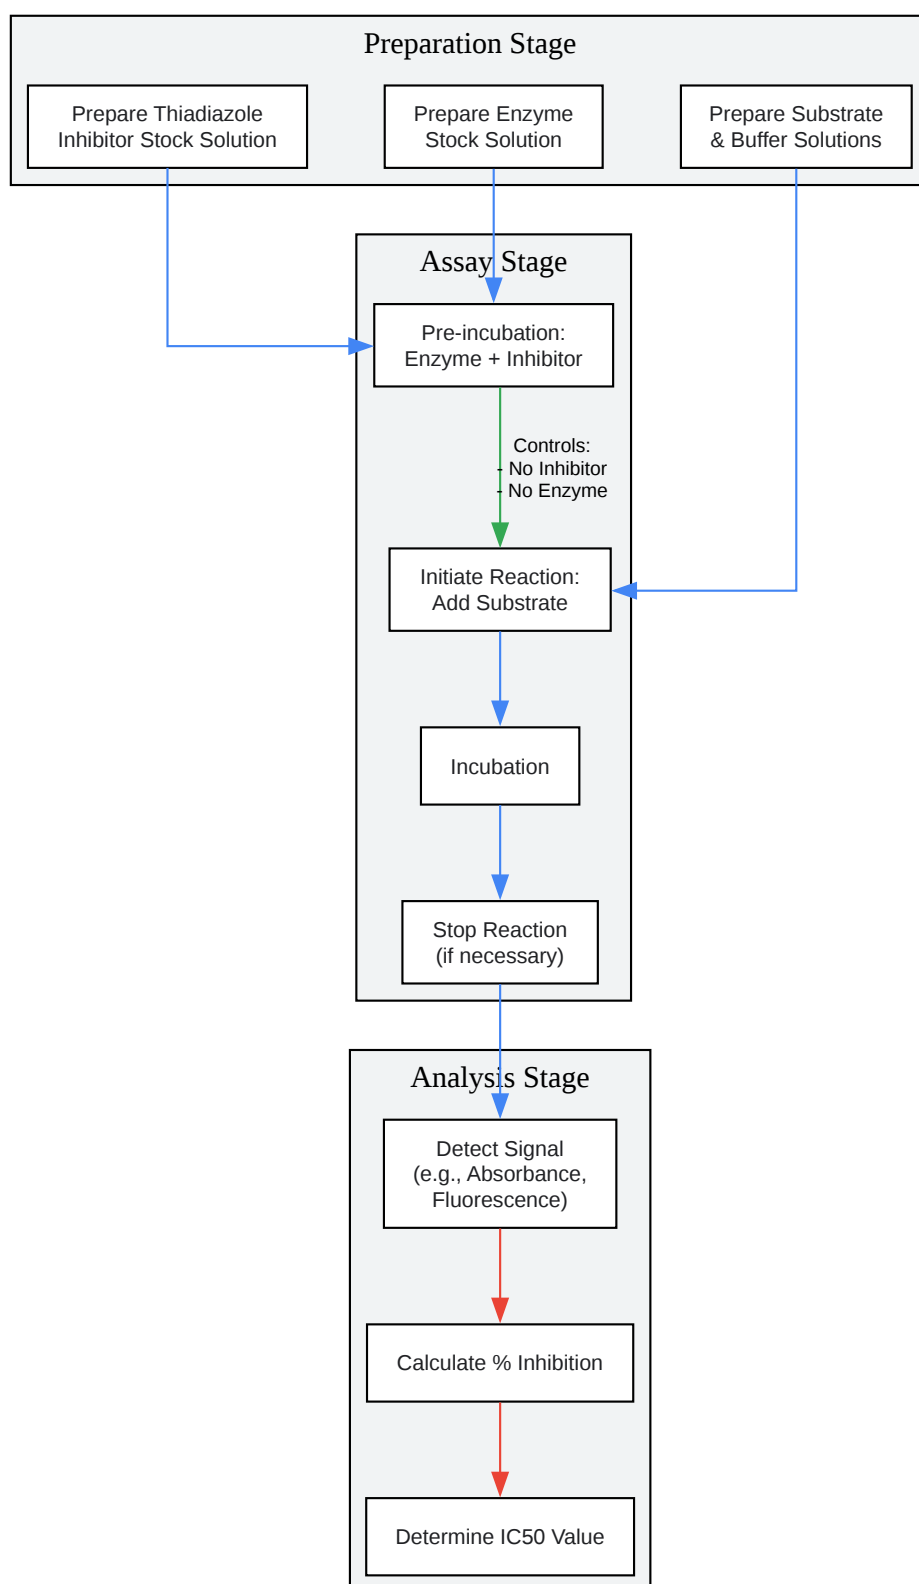 Preparation Stage
Prepare Thiadiazole
Inhibitor Stock Solution
Prepare Enzyme
Stock Solution
Prepare Substrate
& Buffer Solutions
Assay Stage
Pre-incubation:
Enzyme + Inhibitor
Controls:
- No Inhibitor
- No Enzyme
Initiate Reaction:
Add Substrate
Incubation
Stop Reaction
(if necessary)
Analysis Stage
Detect Signal
(e.g., Absorbance,
Fluorescence)
Calculate % Inhibition
Determine IC50 Value